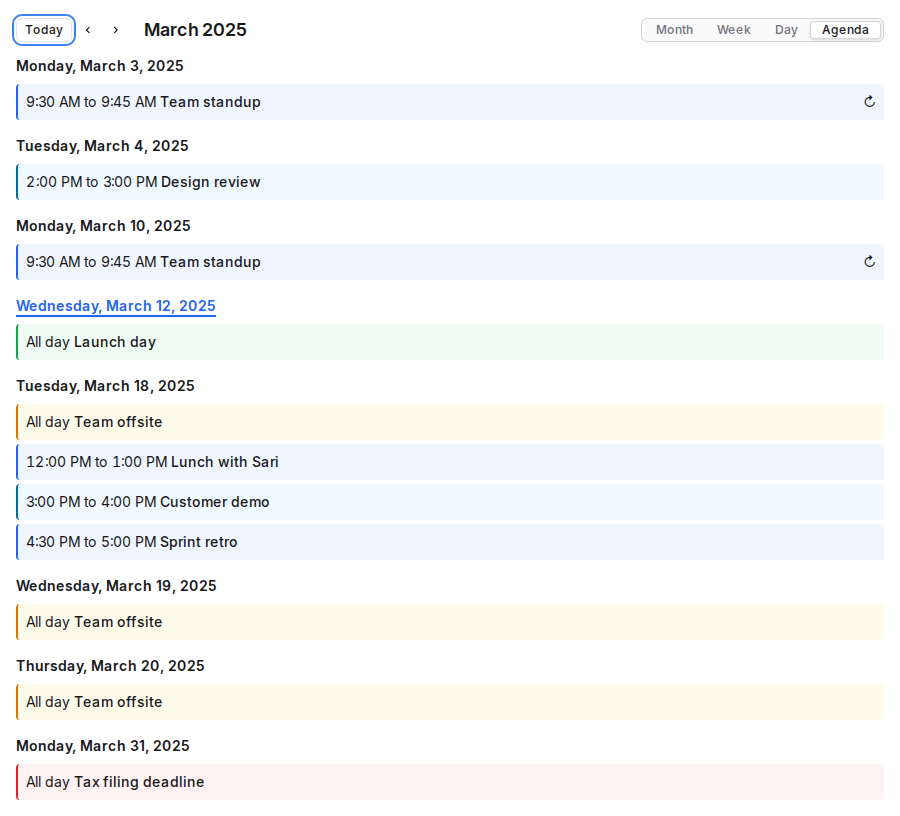 Today ‹ › March 2025 Month Week Day Agenda
Monday, March 3, 2025
9:30 AM to 9:45 AM Team standup ↻
Tuesday, March 4, 2025
2:00 PM to 3:00 PM Design review
Monday, March 10, 2025
9:30 AM to 9:45 AM Team standup ↻
Wednesday, March 12, 2025
All day Launch day
Tuesday, March 18, 2025
All day Team offsite
12:00 PM to 1:00 PM Lunch with Sari
3:00 PM to 4:00 PM Customer demo
4:30 PM to 5:00 PM Sprint retro
Wednesday, March 19, 2025
All day Team offsite
Thursday, March 20, 2025
All day Team offsite
Monday, March 31, 2025
All day Tax filing deadline